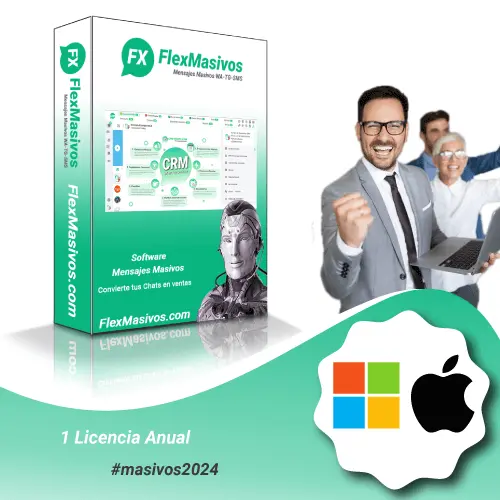 FX FlexMasivos
Mensajes Masivos WA-TG-SMS
CRM
Software
Mensajes Masivos
Convierte tus Chats en ventas
FlexMasivos.com
FX
FlexMasivos
Mensajes Masivos WA-TG-SMS
FlexMasivos.com
1 Licencia Anual
#masivos2024